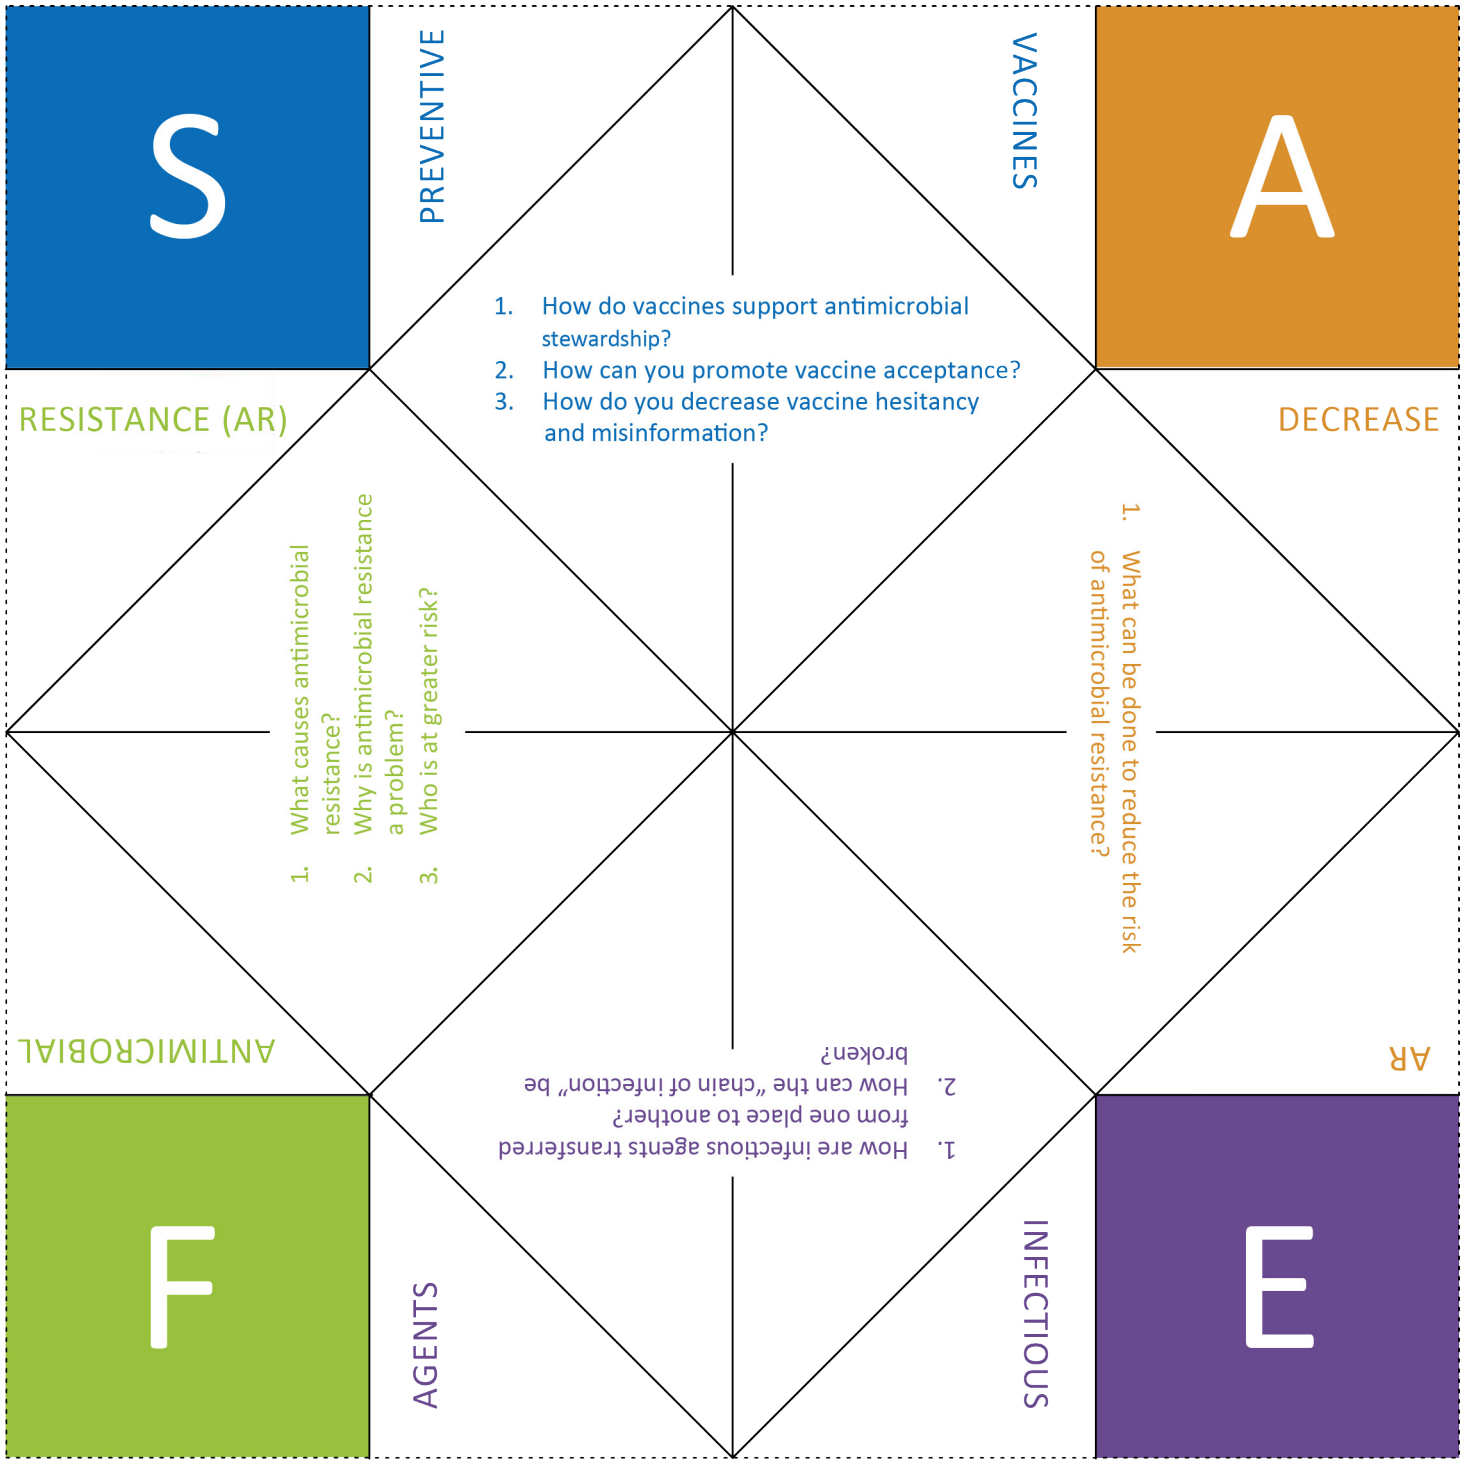 S
PREVENTIVE
VACCINES
A
1. How do vaccines support antimicrobial
stewardship?
2. How can you promote vaccine acceptance?
3. How do you decrease vaccine hesitancy
and misinformation?
RESISTANCE (AR)
DECREASE
1. What causes antimicrobial
resistance?
2. Why is antimicrobial resistance
a problem?
3. Who is at greater risk?
1. What can be done to reduce the risk
of antimicrobial resistance?
ANTIMICROBIAL
AR
1. How are infectious agents transferred
from one place to another?
2. How can the “chain of infection” be
broken?
F
AGENTS
INFECTIOUS
E